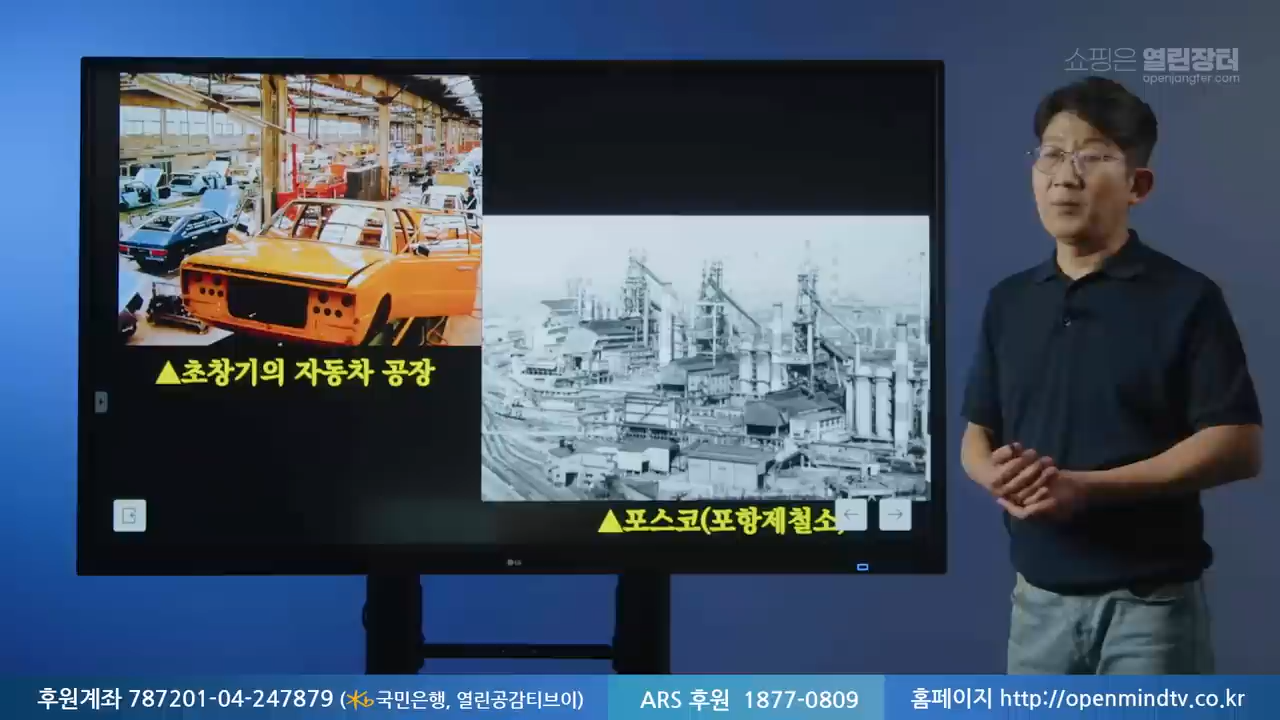 쇼핑은 열린장터
openjangter.com
▲초창기의 자동차 공장
▲포스코(포항제철소)
LG
후원계좌 787201-04-247879 (국민은행, 열린공감티브이)
ARS 후원 1877-0809
홈페이지 http://openmindtv.co.kr